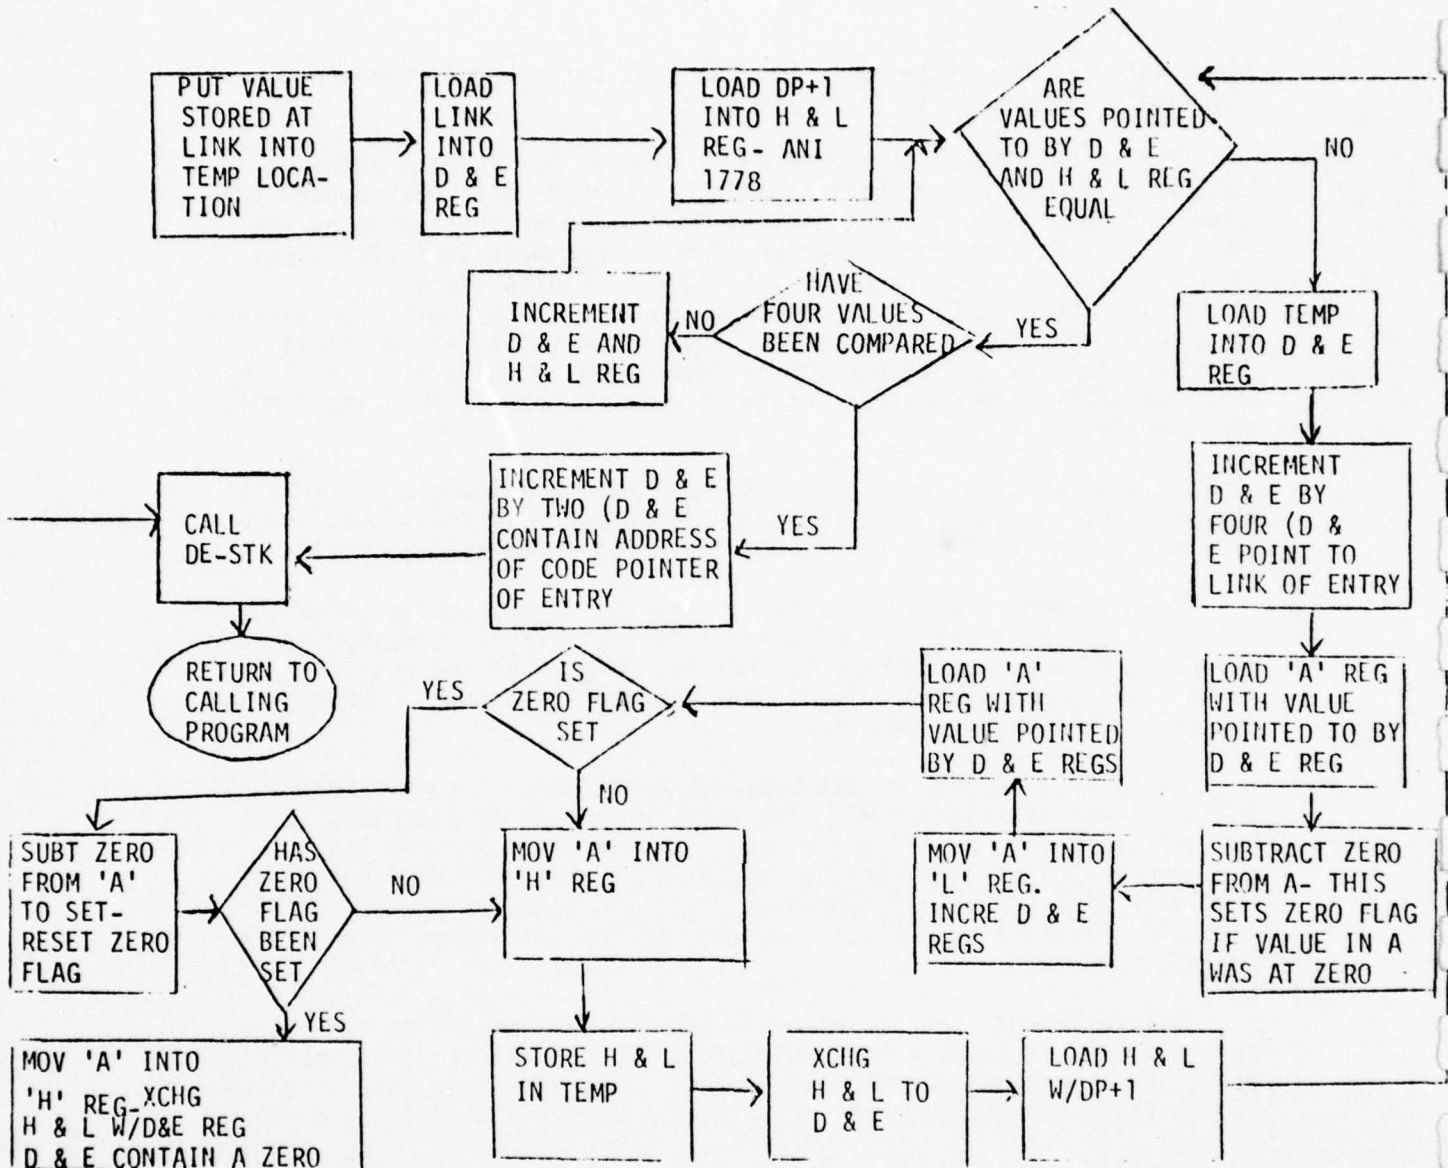 PUT VALUE
STORED AT
LINK INTO
TEMP LOCA-
TION
LOAD
LINK
INTO
D & E
REG
LOAD DP+1
INTO H & L
REG- ANI
1778
ARE
VALUES POINTED
TO BY D & E
AND H & L REG
EQUAL
NO
INCREMENT
D & E AND
H & L REG
NO
HAVE
FOUR VALUES
BEEN COMPARED
YES
LOAD TEMP
INTO D & E
REG
CALL
DE-STK
INCREMENT D & E
BY TWO (D & E
CONTAIN ADDRESS
OF CODE POINTER
OF ENTRY
YES
INCREMENT
D & E BY
FOUR (D &
E POINT TO
LINK OF ENTRY
RETURN TO
CALLING
PROGRAM
YES
IS
ZERO FLAG
SET
NO
LOAD 'A'
REG WITH
VALUE POINTED
BY D & E REGS
LOAD 'A' REG
WITH VALUE
POINTED TO BY
D & E REG
SUBT ZERO
FROM 'A'
TO SET-
RESET ZERO
FLAG
HAS
ZERO
FLAG
BEEN
SET
NO
YES
MOV 'A' INTO
'H' REG
MOV 'A' INTO
'L' REG.
INCRE D & E
REGS
SUBTRACT ZERO
FROM A- THIS
SETS ZERO FLAG
IF VALUE IN A
WAS AT ZERO
MOV 'A' INTO
'H' REG-XCHG
H & L W/D&E REG
D & E CONTAIN A ZERO
STORE H & L
IN TEMP
XCHG
H & L TO
D & E
LOAD H & L
W/DP+1